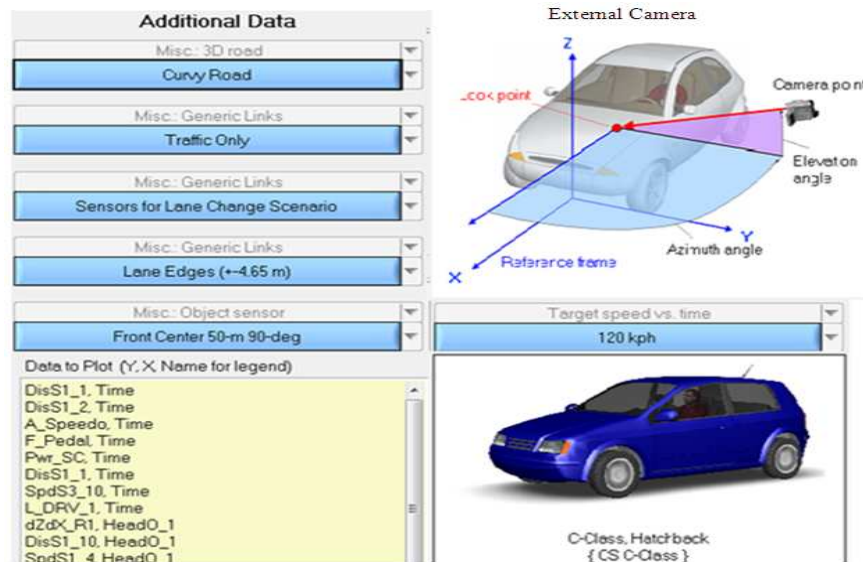 Additional Data
Misc.: 3D road
Curvy Road
Misc.: Generic Links
Traffic Only
Misc.: Generic Links
Sensors for Lane Change Scenario
Misc.: Generic Links
Lane Edges (+-4.65 m)
Misc.: Object sensor
Front Center 50-m 90-deg
Data to Plot (Y, X, Name for legend)
DisS1_1, Time
DisS1_2, Time
A_Speedo, Time
F_Pedal, Time
Pwr_SC, Time
DisS1_1, Time
SpdS3_10, Time
L_DRV_1, Time
dZdX_R1, HeadO_1
DisS1_10, HeadO_1
SpdS1_4, HeadO_1
External Camera
Z
Look point
Camera point
Elevation
angle
Y
Azimuth angle
Reference frame
X
Target speed vs. time
120 kph
C-Class, Hatchback
{ CS C-Class }